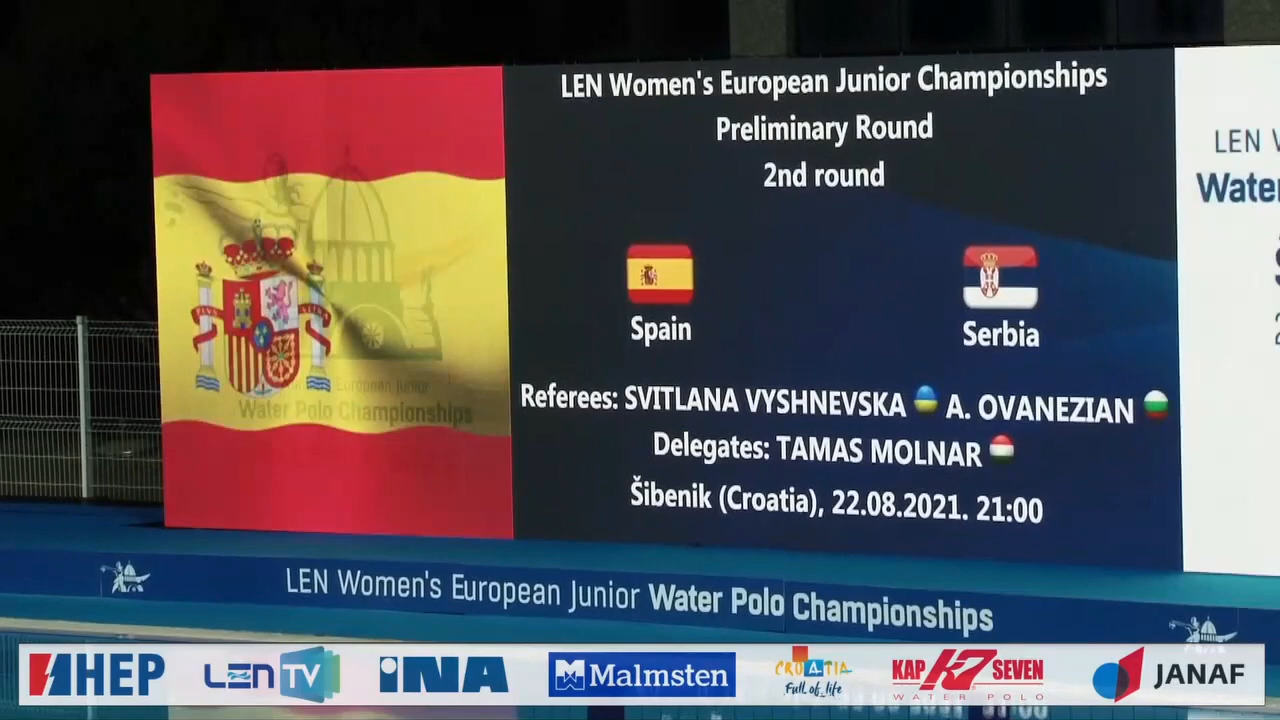 LEN Women's European Junior Championships
Preliminary Round
2nd round
LEN
Water
Spain
Serbia
European Junior
Water Polo Championships
Referees: SVITLANA VYSHNEVSKA A. OVANEZIAN
Delegates: TAMAS MOLNAR
Šibenik (Croatia), 22.08.2021. 21:00
LEN Women's European Junior Water Polo Championships
HEP
LEN TV
INA
Malmsten
CROATIA
Full of life
KAP K7 SEVEN
WATER POLO
JANAF